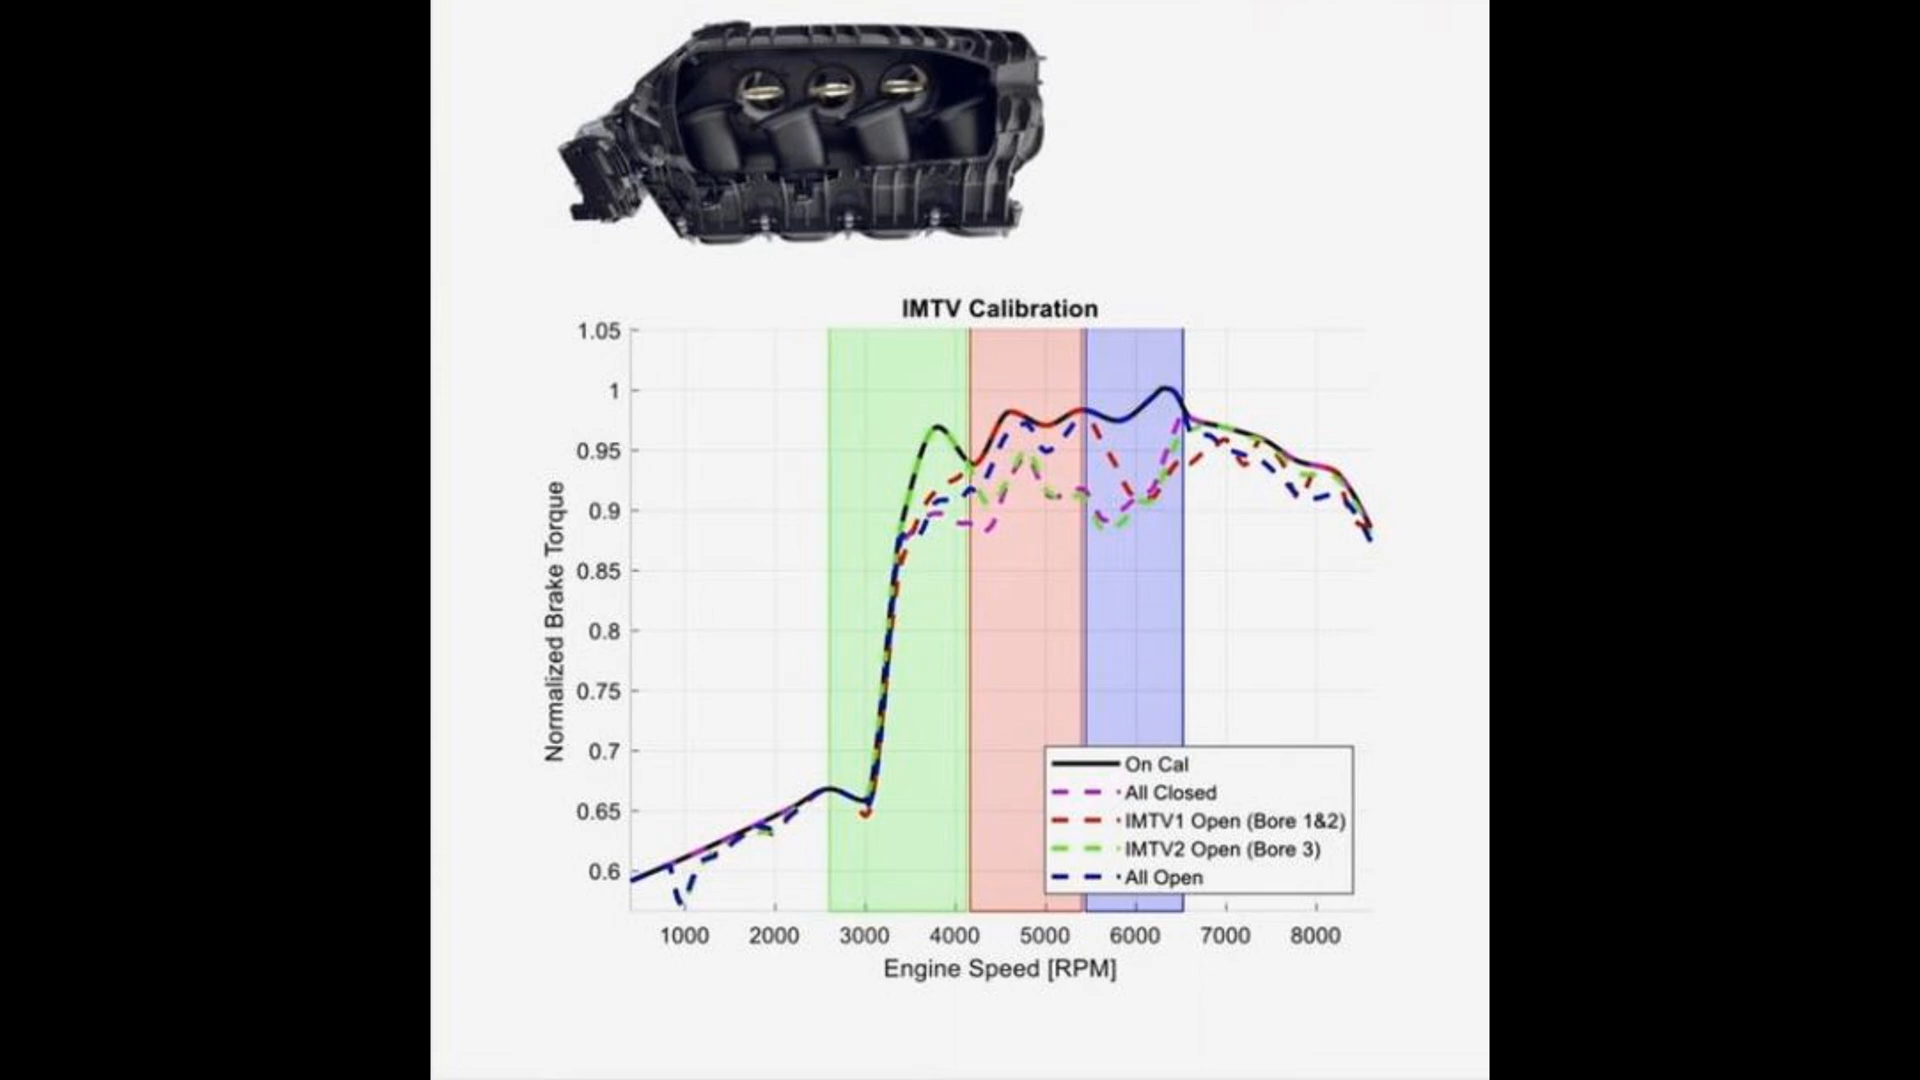 IMTV Calibration
1.05
1
0.95
0.9
0.85
0.8
0.75
0.7
0.65
0.6
Normalized Brake Torque
On Cal
All Closed
IMTV1 Open (Bore 1&2)
IMTV2 Open (Bore 3)
All Open
1000 2000 3000 4000 5000 6000 7000 8000
Engine Speed [RPM]